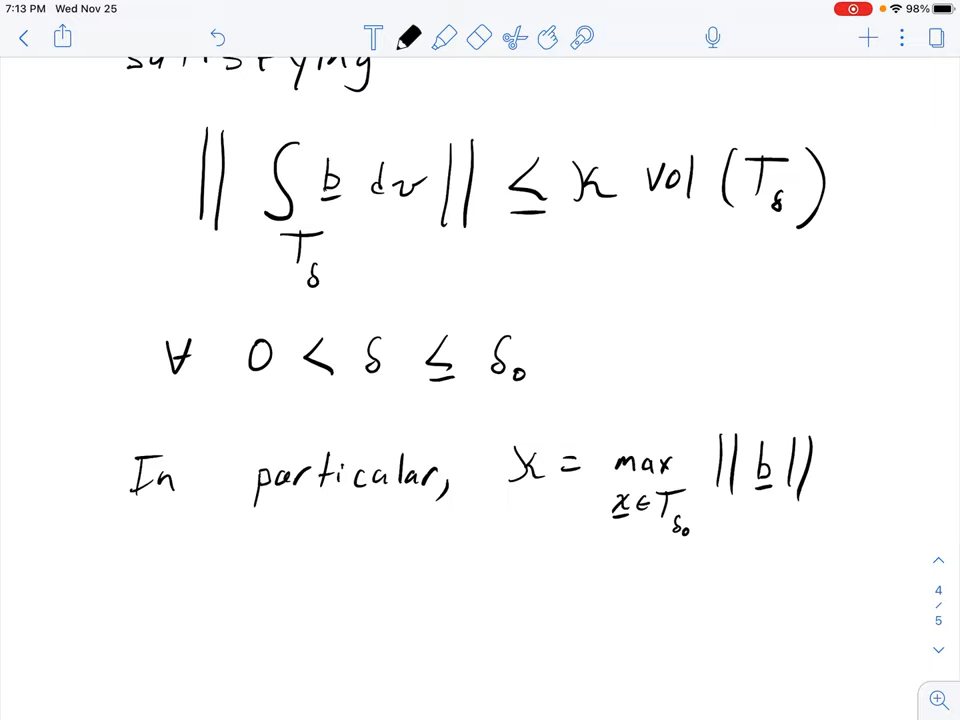 7:13 PM Wed Nov 25 98%
satisfying
|| ∫_{T_δ} b̲ dv || ≤ κ vol (T_δ)
∀ 0 < δ ≤ δ₀
In particular, κ = max_{x̲ ∈ T_{δ₀}} || b̲ ||
4
/
5